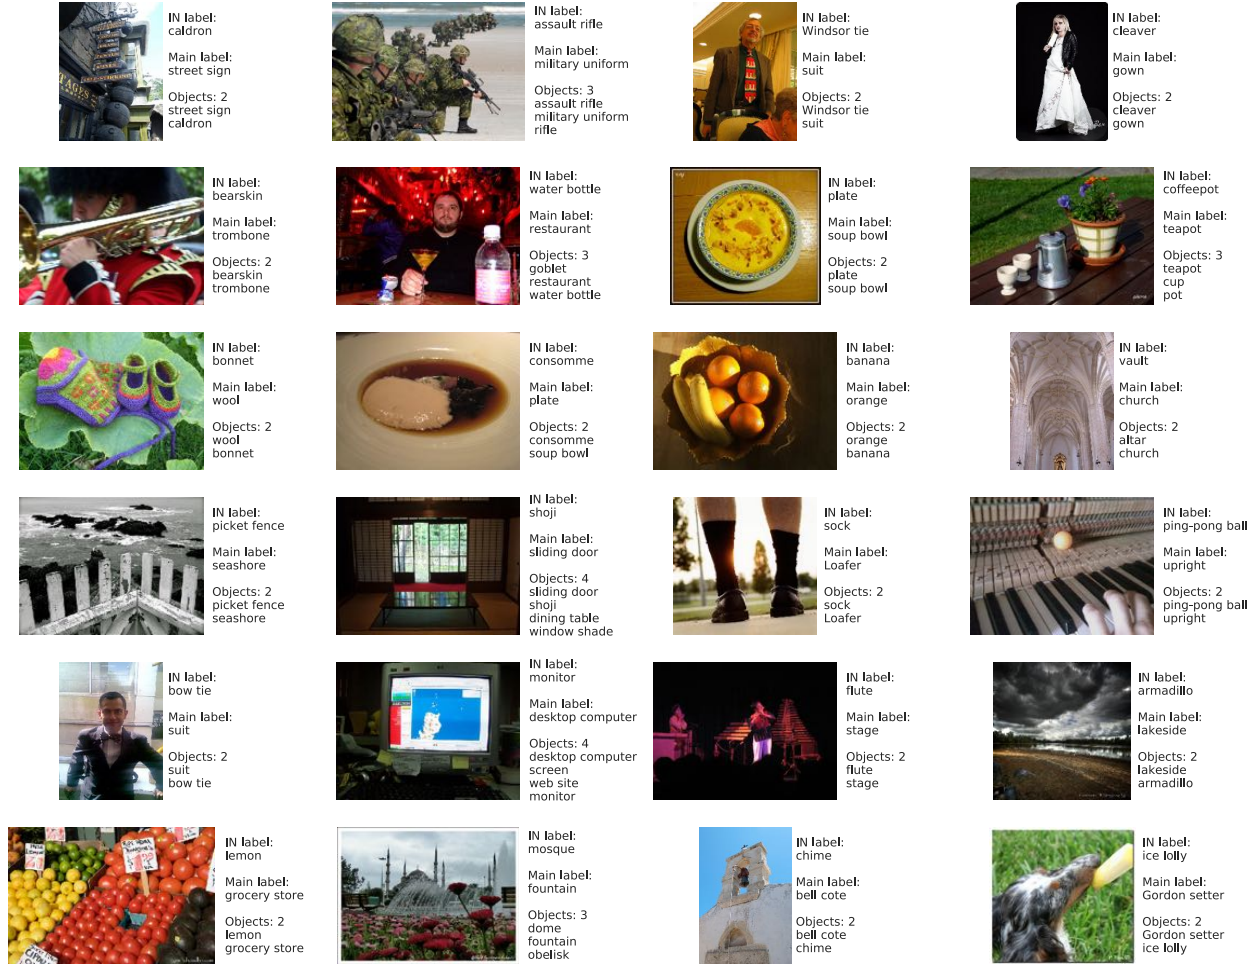 IN label:
caldron
Main label:
street sign
Objects: 2
street sign
caldron
IN label:
assault rifle
Main label:
military uniform
Objects: 3
assault rifle
military uniform
rifle
IN label:
Windsor tie
Main label:
suit
Objects: 2
Windsor tie
suit
IN label:
cleaver
Main label:
gown
Objects: 2
cleaver
gown
IN label:
bearskin
Main label:
trombone
Objects: 2
bearskin
trombone
IN label:
water bottle
Main label:
restaurant
Objects: 3
goblet
restaurant
water bottle
IN label:
plate
Main label:
soup bowl
Objects: 2
plate
soup bowl
IN label:
coffeepot
Main label:
teapot
Objects: 3
teapot
cup
pot
IN label:
bonnet
Main label:
wool
Objects: 2
wool
bonnet
IN label:
consomme
Main label:
plate
Objects: 2
consomme
soup bowl
IN label:
banana
Main label:
orange
Objects: 2
orange
banana
IN label:
vault
Main label:
church
Objects: 2
altar
church
IN label:
picket fence
Main label:
seashore
Objects: 2
picket fence
seashore
IN label:
shoji
Main label:
sliding door
Objects: 4
sliding door
shoji
dining table
window shade
IN label:
sock
Main label:
Loafer
Objects: 2
sock
Loafer
IN label:
ping-pong ball
Main label:
upright
Objects: 2
ping-pong ball
upright
IN label:
bow tie
Main label:
suit
Objects: 2
suit
bow tie
IN label:
monitor
Main label:
desktop computer
Objects: 4
desktop computer
screen
web site
monitor
IN label:
flute
Main label:
stage
Objects: 2
flute
stage
IN label:
armadillo
Main label:
lakeside
Objects: 2
lakeside
armadillo
IN label:
lemon
Main label:
grocery store
Objects: 2
lemon
grocery store
IN label:
mosque
Main label:
fountain
Objects: 3
dome
fountain
obelisk
IN label:
chime
Main label:
bell cote
Objects: 2
bell cote
chime
IN label:
ice lolly
Main label:
Gordon setter
Objects: 2
Gordon setter
ice lolly